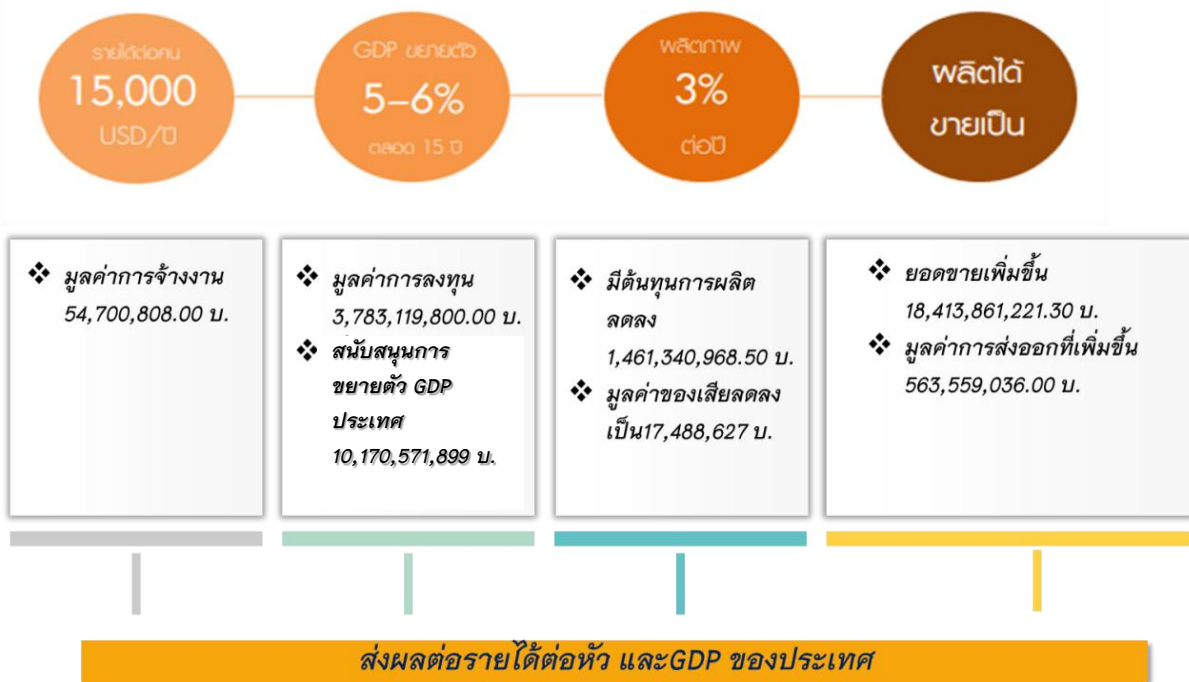 รายได้ต่อคน
15,000
USD/ปี
GDP ขยายตัว
5–6%
ตลอด 15 ปี
ผลิตภาพ
3%
ต่อปี
ผลิตได้
ขายเป็น
❖ มูลค่าการจ้างงาน
54,700,808.00 บ.
❖ มูลค่าการลงทุน
3,783,119,800.00 บ.
❖ สนับสนุนการ
ขยายตัว GDP
ประเทศ
10,170,571,899 บ.
❖ มีต้นทุนการผลิต
ลดลง
1,461,340,968.50 บ.
❖ มูลค่าของเสียลดลง
เป็น17,488,627 บ.
❖ ยอดขายเพิ่มขึ้น
18,413,861,221.30 บ.
❖ มูลค่าการส่งออกที่เพิ่มขึ้น
563,559,036.00 บ.
ส่งผลต่อรายได้ต่อหัว และGDP ของประเทศ